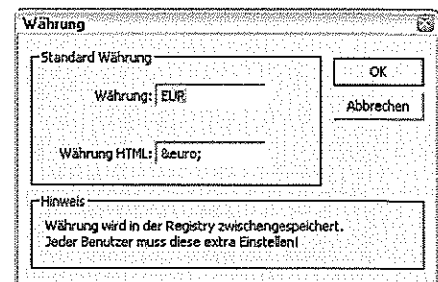 Währung
Standard Währung
OK
Währung: EUR
Abbrechen
Währung HTML: &euro;
Hinweis
Währung wird in der Registry zwischengespeichert.
Jeder Benutzer muss diese extra Einstellen!